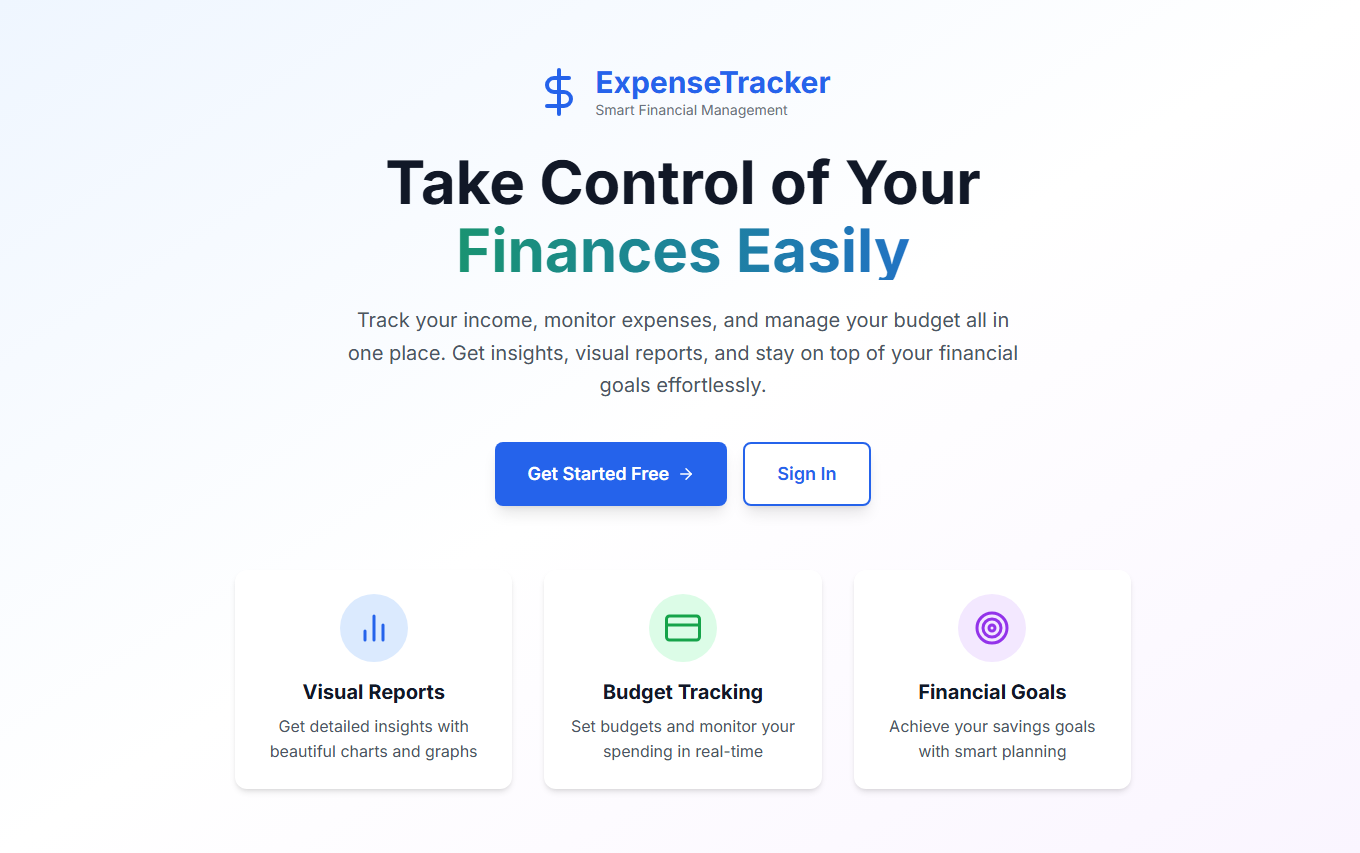 ExpenseTracker
Smart Financial Management
Take Control of Your
Finances Easily
Track your income, monitor expenses, and manage your budget all in
one place. Get insights, visual reports, and stay on top of your financial
goals effortlessly.
Get Started Free →
Sign In
Visual Reports
Get detailed insights with
beautiful charts and graphs
Budget Tracking
Set budgets and monitor your
spending in real-time
Financial Goals
Achieve your savings goals
with smart planning